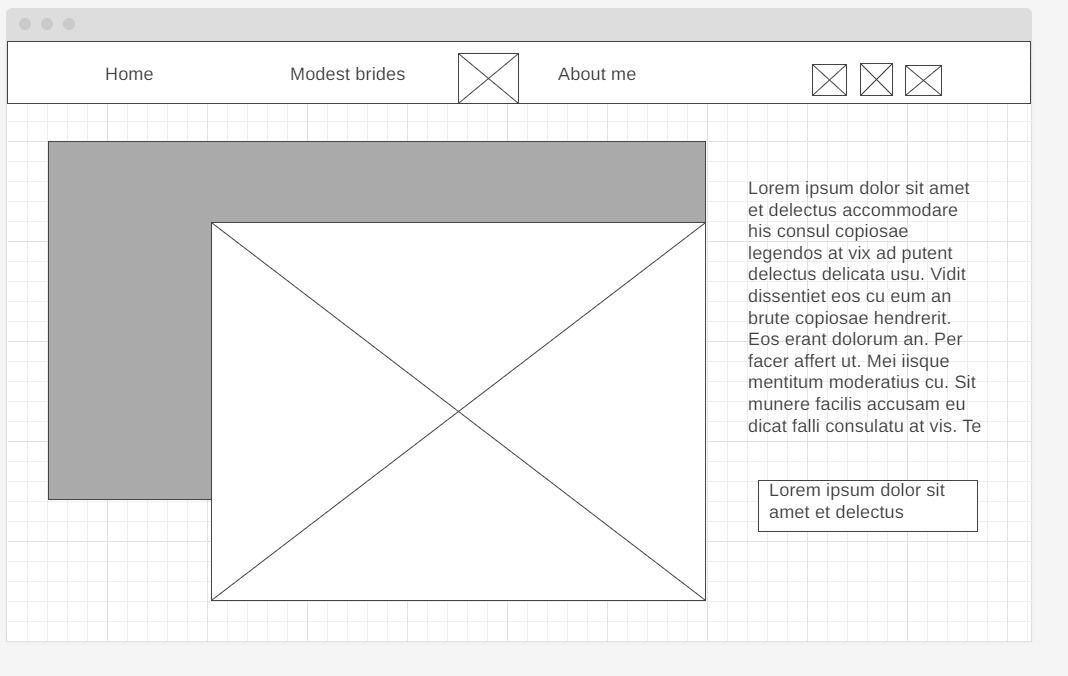 Home
Modest brides
About me
Lorem ipsum dolor sit amet
et delectus accommodare
his consul copiosae
legendos at vix ad putent
delectus delicata usu. Vidit
dissentiet eos cu eum an
brute copiosae hendrerit.
Eos erant dolorum an. Per
facer affert ut. Mei iisque
mentitum moderatius cu. Sit
munere facilis accusam eu
dicat falli consulatu at vis. Te
Lorem ipsum dolor sit
amet et delectus